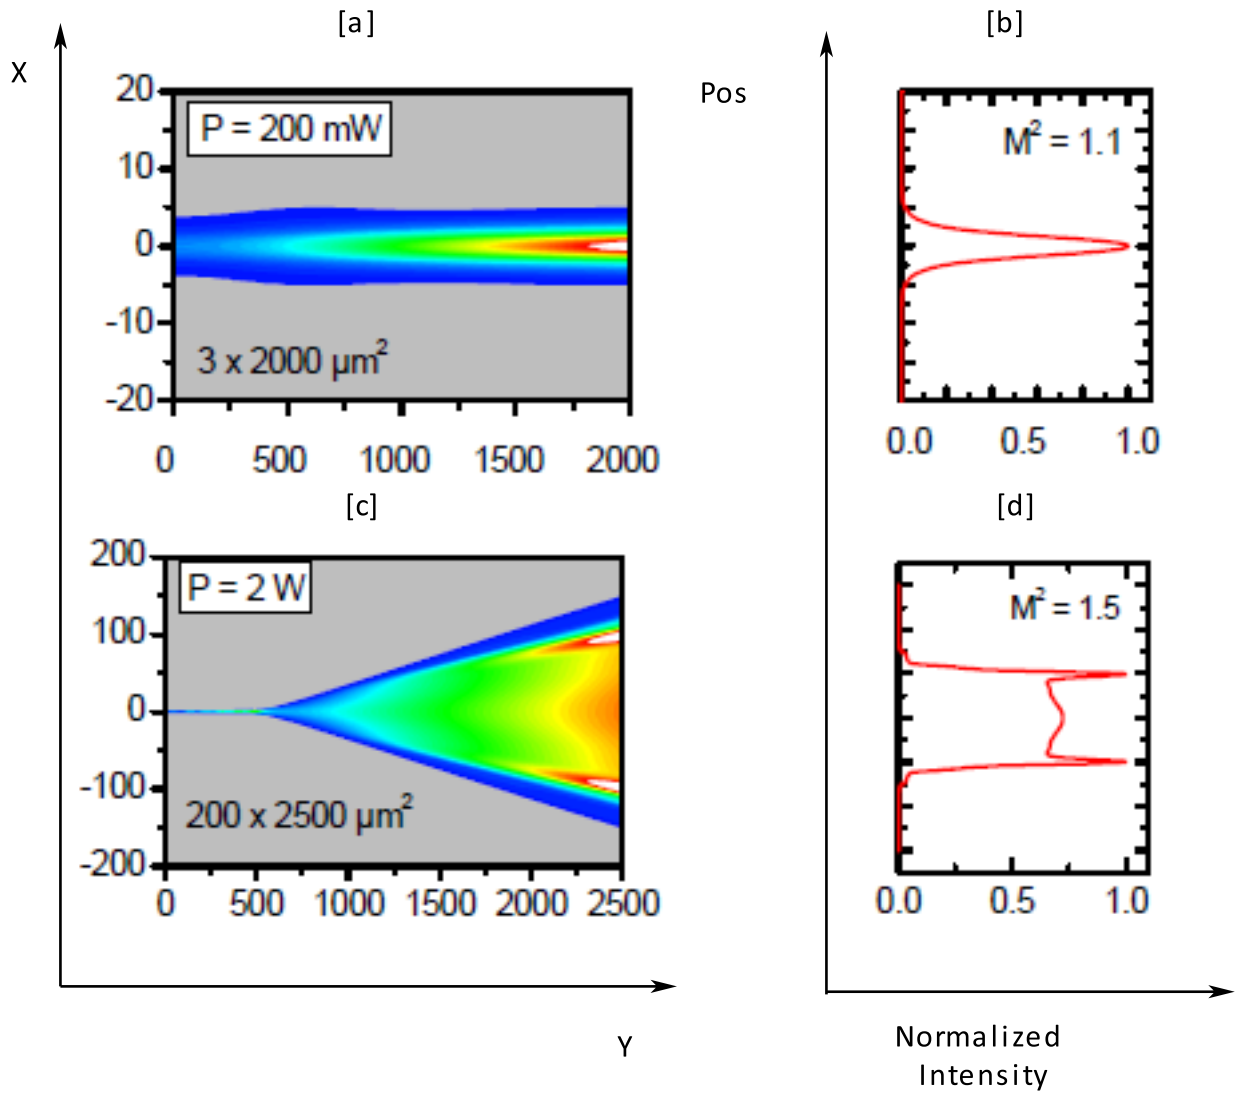 [a]
[b]
X
Pos
20
10
0
-10
-20
P = 200 mW
3 x 2000 µm²
0 500 1000 1500 2000
M² = 1.1
0.0 0.5 1.0
[c]
[d]
200
100
0
-100
-200
P = 2 W
200 x 2500 µm²
0 500 1000 1500 2000 2500
M² = 1.5
0.0 0.5 1.0
Y
Normalized
Intensity